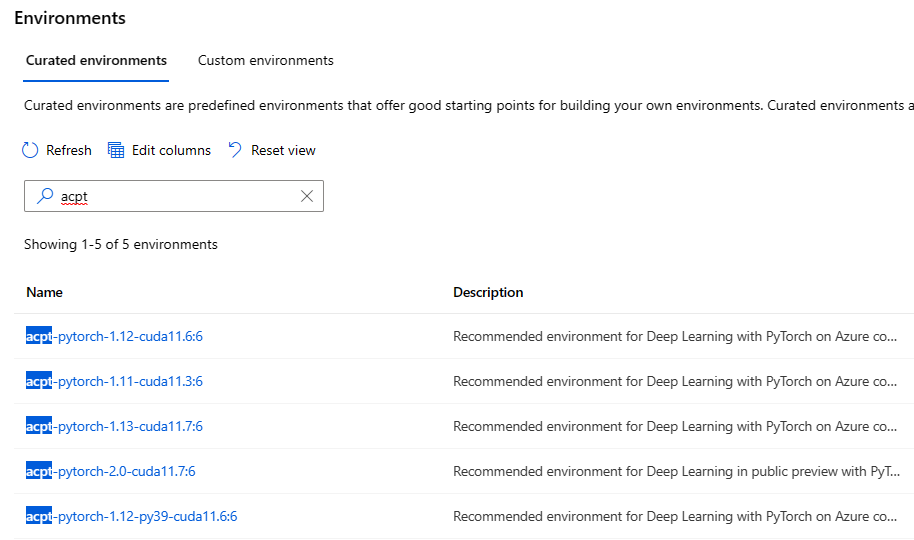 Environments
Curated environments Custom environments
Curated environments are predefined environments that offer good starting points for building your own environments. Curated environments a
Refresh Edit columns Reset view
acpt
Showing 1-5 of 5 environments
Name Description
acpt-pytorch-1.12-cuda11.6:6 Recommended environment for Deep Learning with PyTorch on Azure co...
acpt-pytorch-1.11-cuda11.3:6 Recommended environment for Deep Learning with PyTorch on Azure co...
acpt-pytorch-1.13-cuda11.7:6 Recommended environment for Deep Learning with PyTorch on Azure co...
acpt-pytorch-2.0-cuda11.7:6 Recommended environment for Deep Learning in public preview with PyT...
acpt-pytorch-1.12-py39-cuda11.6:6 Recommended environment for Deep Learning with PyTorch on Azure co...